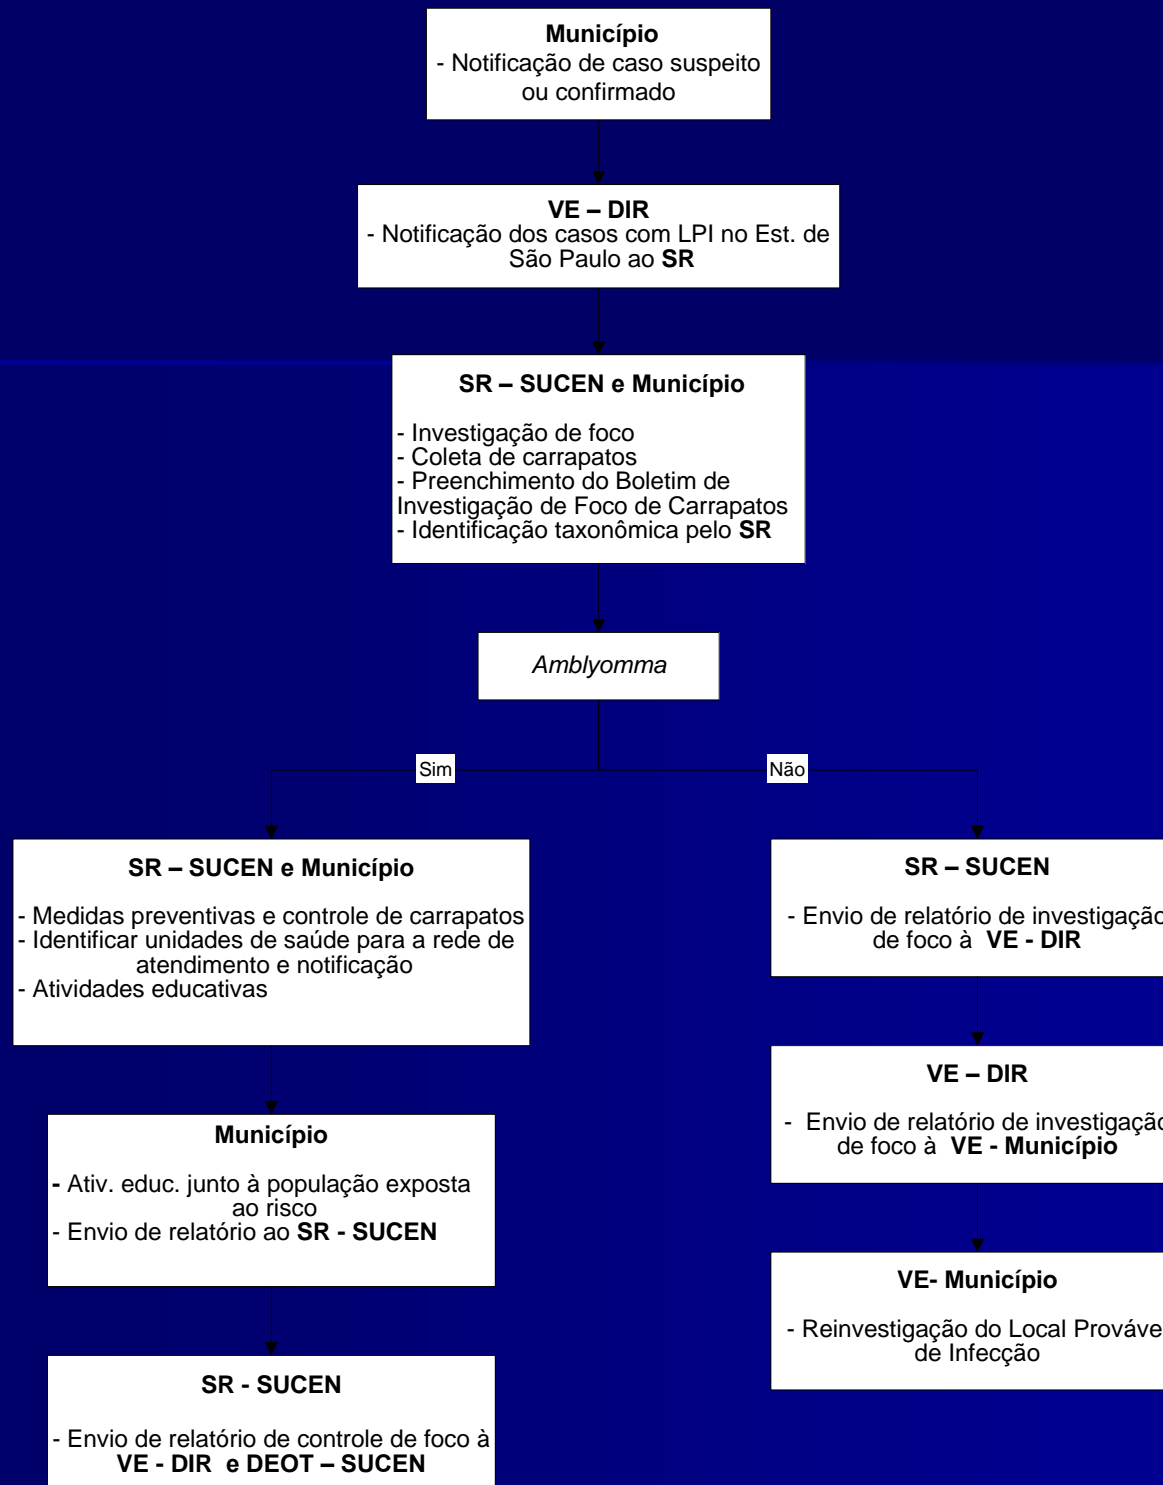 Município
- Notificação de caso suspeito
ou confirmado
VE – DIR
- Notificação dos casos com LPI no Est. de
São Paulo ao SR
SR – SUCEN e Município
- Investigação de foco
- Coleta de carrapatos
- Preenchimento do Boletim de
Investigação de Foco de Carrapatos
- Identificação taxonômica pelo SR
Amblyomma
Sim
Não
SR – SUCEN e Município
- Medidas preventivas e controle de carrapatos
- Identificar unidades de saúde para a rede de
atendimento e notificação
- Atividades educativas
Município
- Ativ. educ. junto à população exposta
ao risco
- Envio de relatório ao SR - SUCEN
SR - SUCEN
- Envio de relatório de controle de foco à
VE - DIR e DEOT – SUCEN
SR – SUCEN
- Envio de relatório de investigação
de foco à VE - DIR
VE – DIR
- Envio de relatório de investigação
de foco à VE - Município
VE- Município
- Reinvestigação do Local Prováve
de Infecção